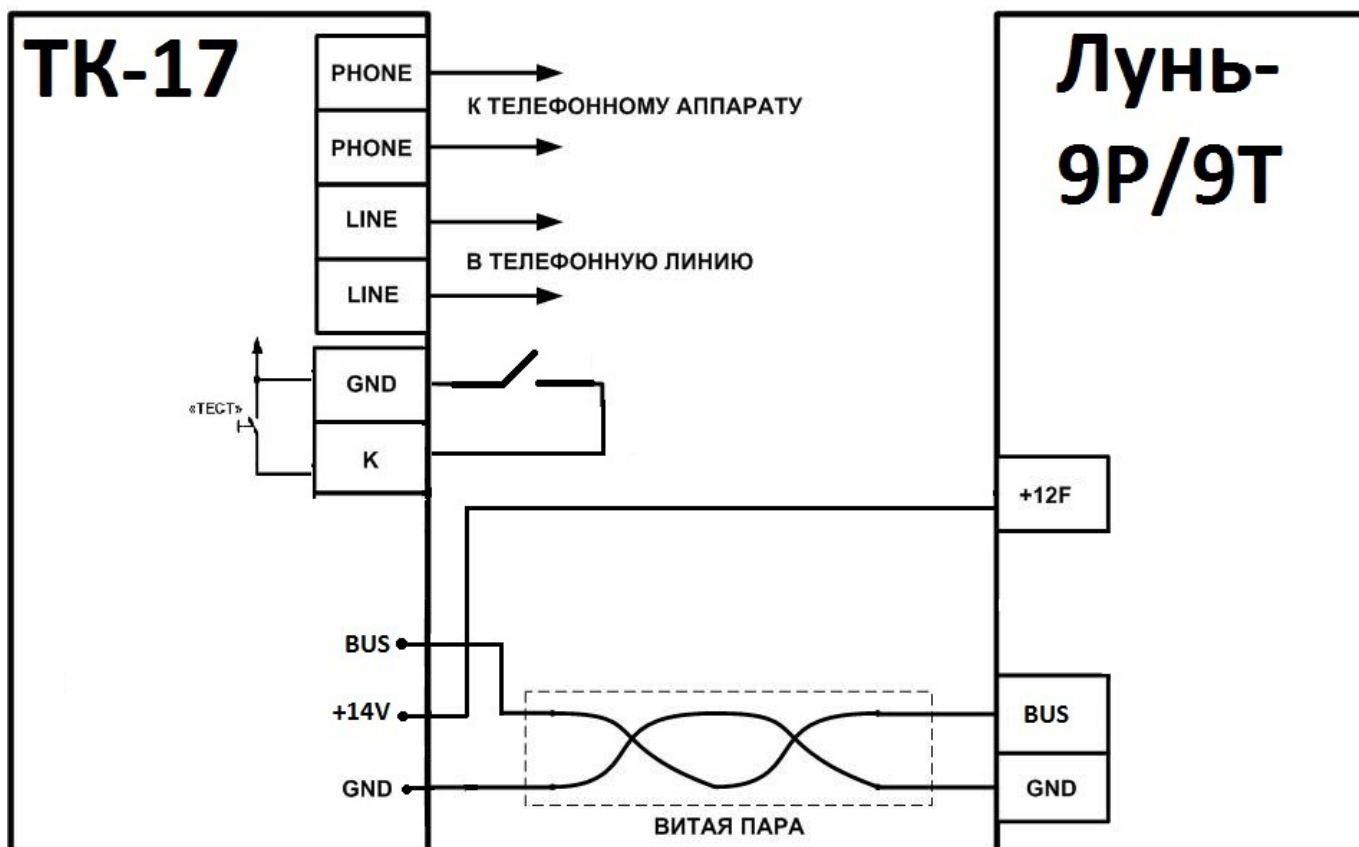 ТК-17
Лунь-
9Р/9Т
PHONE
К ТЕЛЕФОННОМУ АППАРАТУ
PHONE
LINE
В ТЕЛЕФОННУЮ ЛИНИЮ
LINE
GND
«ТЕСТ»
K
+12F
BUS
+14V
GND
BUS
GND
ВИТАЯ ПАРА